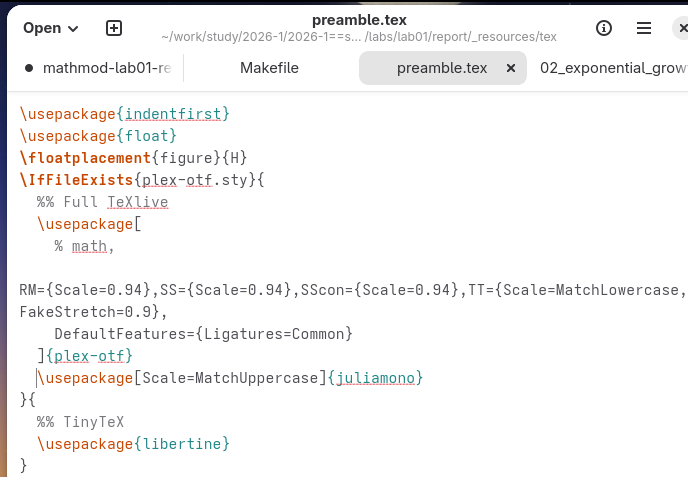 Open
preamble.tex
~/work/study/2026-1/2026-1==s... /labs/lab01/report/_resources/tex
mathmod-lab01-re
Makefile
preamble.tex
02_exponential_grow
\usepackage{indentfirst}
\usepackage{float}
\floatplacement{figure}{H}
\IfFileExists{plex-otf.sty}{
  %% Full TeXlive
  \usepackage[
    % math,
RM={Scale=0.94},SS={Scale=0.94},SScon={Scale=0.94},TT={Scale=MatchLowercase,
FakeStretch=0.9},
    DefaultFeatures={Ligatures=Common}
  ]{plex-otf}
  \usepackage[Scale=MatchUppercase]{juliamono}
}{
  %% TinyTeX
  \usepackage{libertine}
}